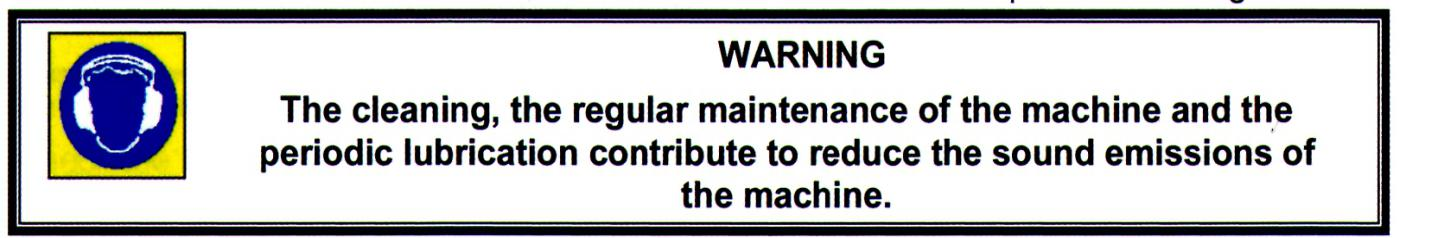 WARNING
The cleaning, the regular maintenance of the machine and the
periodic lubrication contribute to reduce the sound emissions of
the machine.